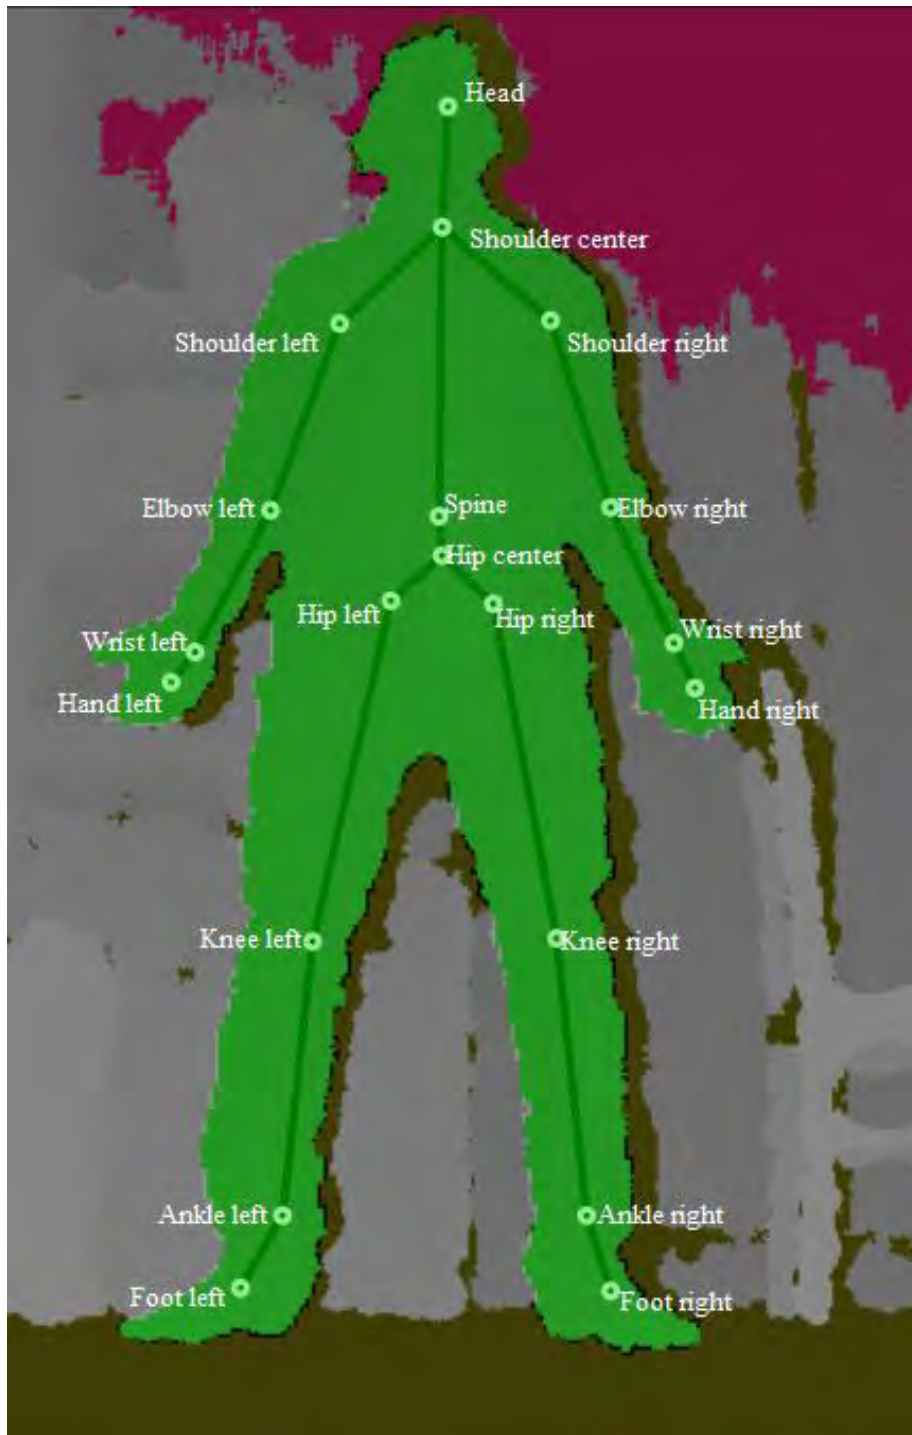 Head
Shoulder center
Shoulder left
Shoulder right
Elbow left
Spine
Elbow right
Hip center
Hip left
Hip right
Wrist left
Wrist right
Hand left
Hand right
Knee left
Knee right
Ankle left
Ankle right
Foot left
Foot right